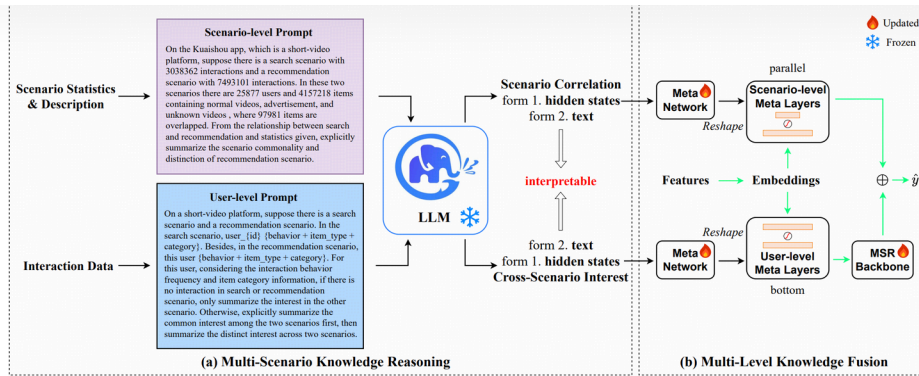 Scenario-level Prompt
On the Kuaishou app, which is a short-video
platform, suppose there is a search scenario with
3038362 interactions and a recommendation
scenario with 7493101 interactions. In these two
scenarios there are 25877 users and 4157218 items
containing normal videos, advertisement, and
unknown videos , where 97981 items are
overlapped. From the relationship between search
and recommendation and statistics given, explicitly
summarize the scenario commonality and
distinction of recommendation scenario.
Scenario Statistics
& Description
User-level Prompt
On a short-video platform, suppose there is a search
scenario and a recommendation scenario. In the
search scenario, user_{id} {behavior + item_type +
category}. Besides, in the recommendation scenario,
this user {behavior + item_type + category}. For
this user, considering the interaction behavior
frequency and item category information, if there is
no interaction in search or recommendation
scenario, only summarize the interest in the other
scenario. Otherwise, explicitly summarize the
common interest among the two scenarios first, then
summarize the distinct interest across two scenarios.
Interaction Data
LLM
Scenario Correlation
form 1. hidden states
form 2. text
interpretable
form 2. text
form 1. hidden states
Cross-Scenario Interest
(a) Multi-Scenario Knowledge Reasoning
Updated
Frozen
parallel
Meta
Network
Reshape
Scenario-level
Meta Layers
Features
Embeddings
ŷ
Meta
Network
Reshape
User-level
Meta Layers
bottom
MSR
Backbone
(b) Multi-Level Knowledge Fusion